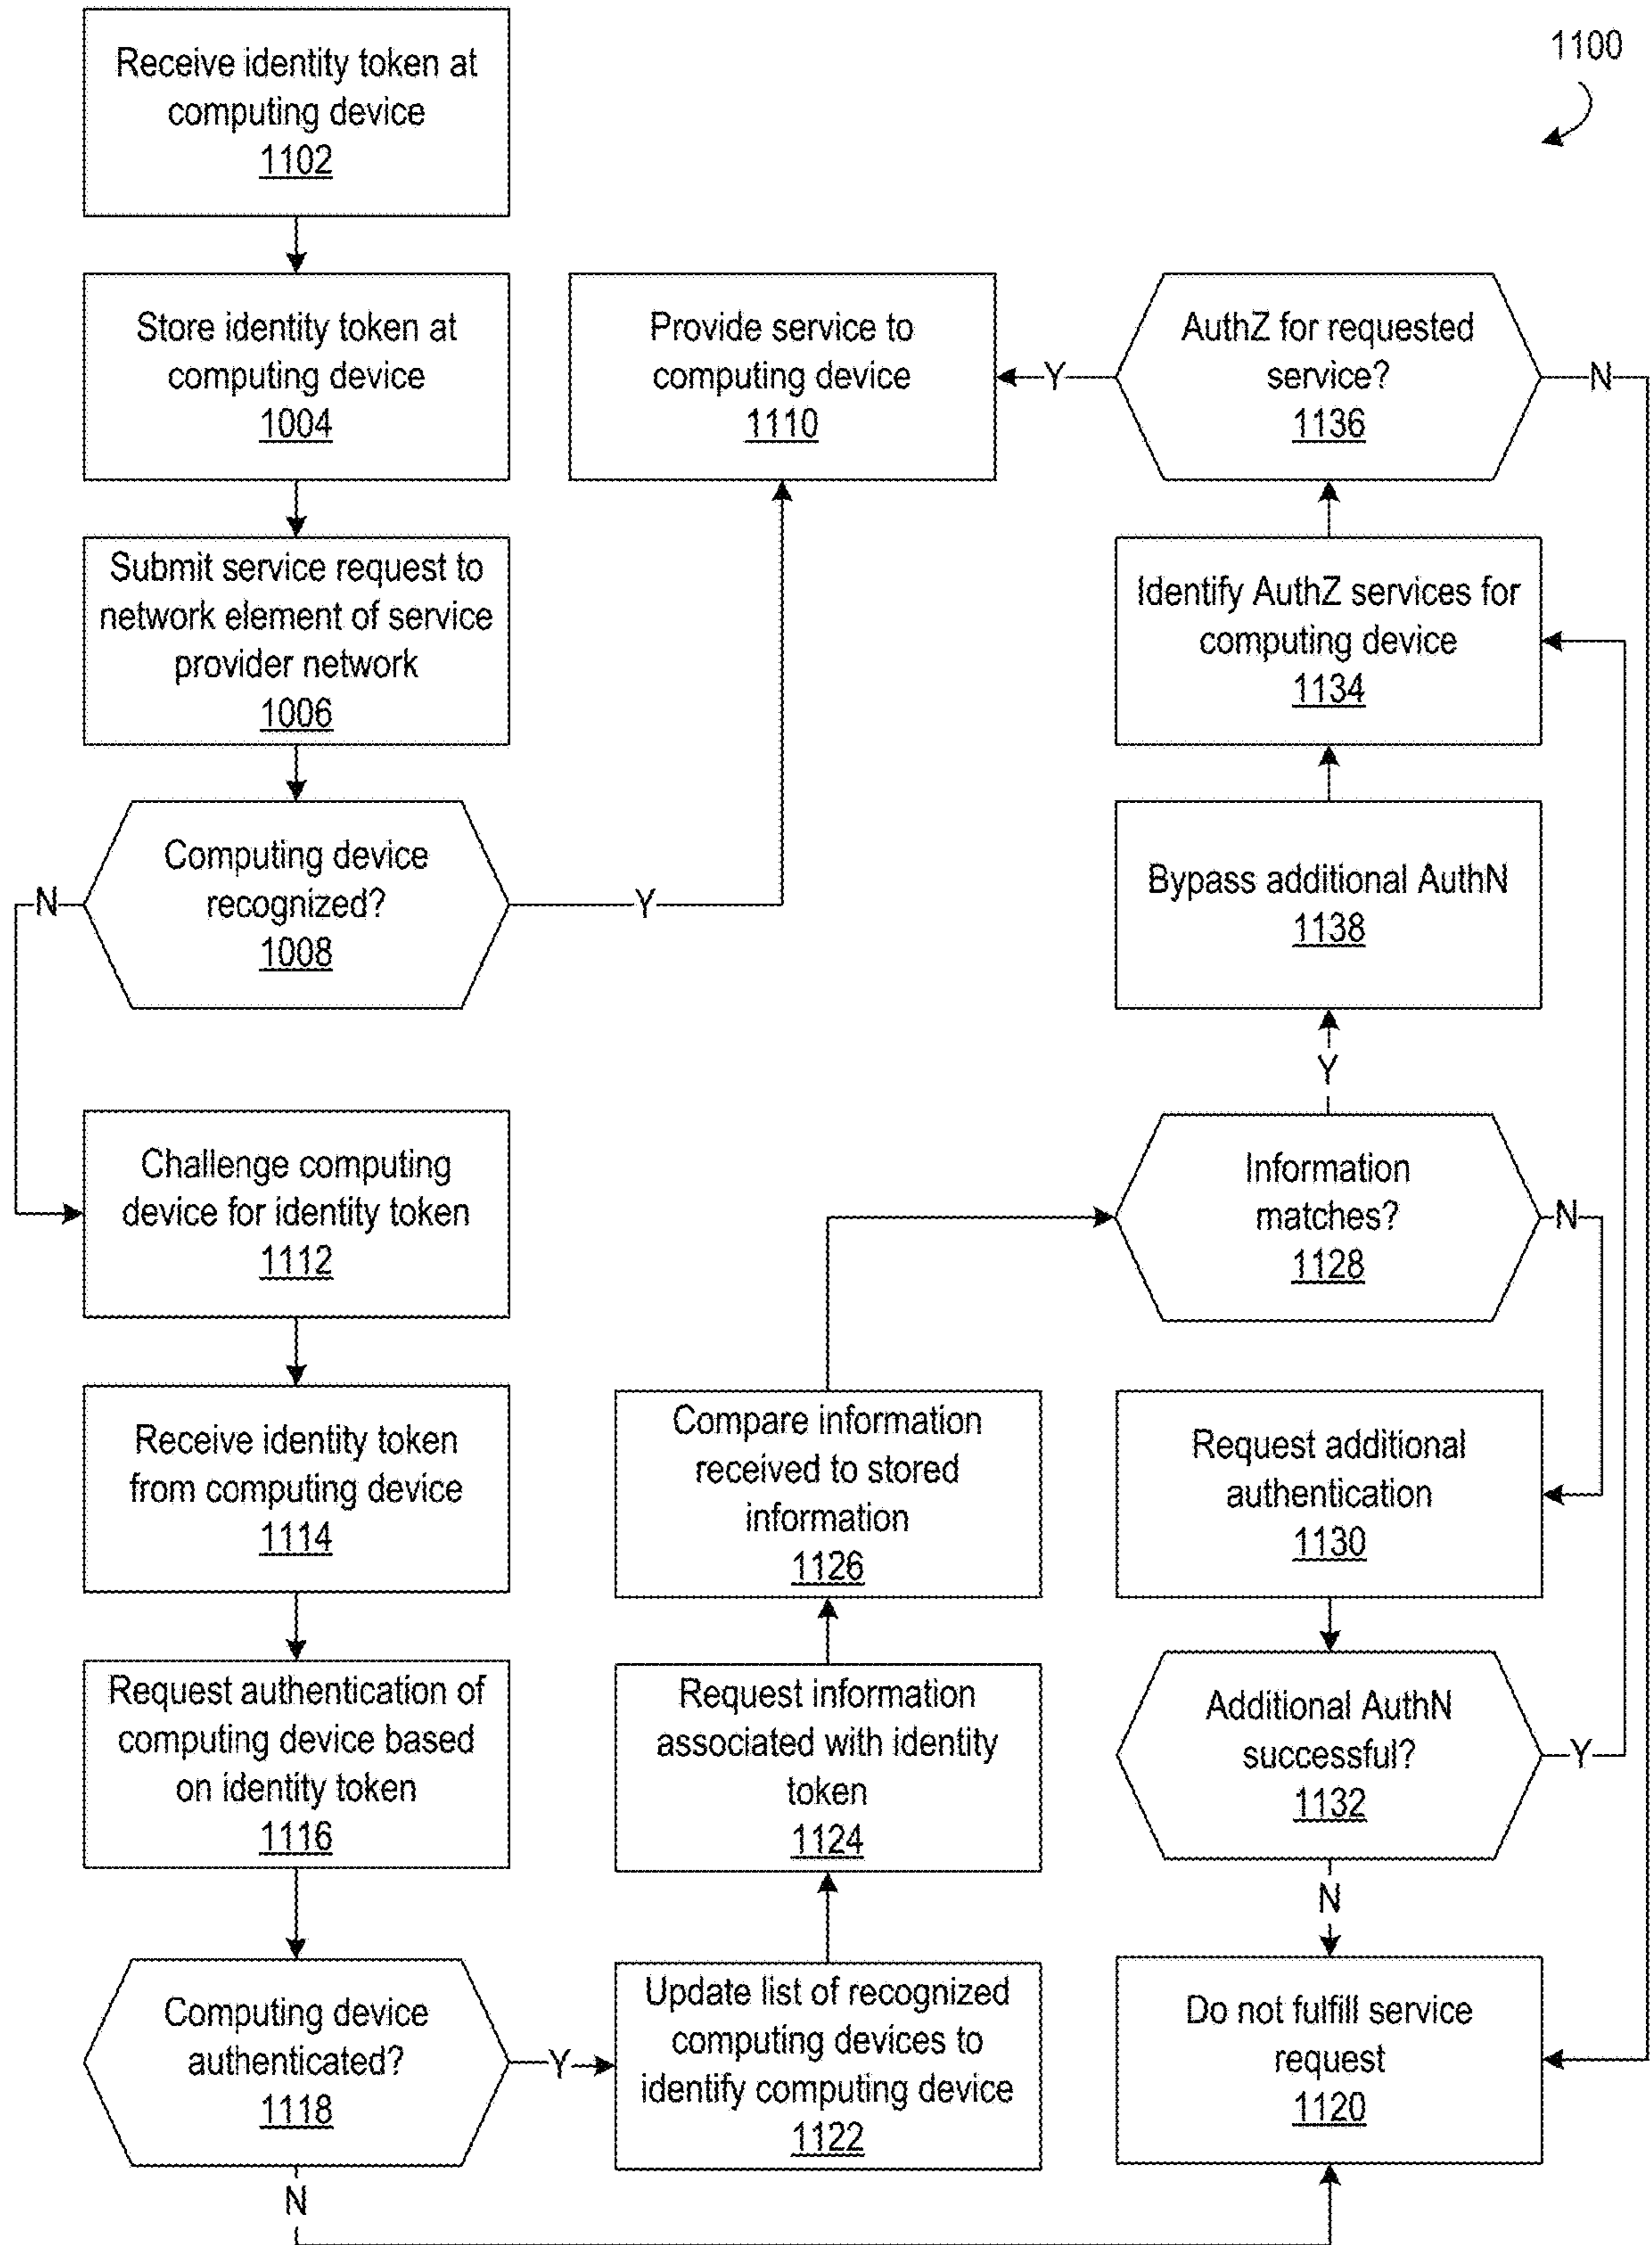 1100
Receive identity token at
computing device
1102
Store identity token at
computing device
1004
Submit service request to
network element of service
provider network
1006
Computing device
recognized?
1008
N
Y
Provide service to
computing device
1110
Challenge computing
device for identity token
1112
Receive identity token
from computing device
1114
Request authentication of
computing device based
on identity token
1116
Computing device
authenticated?
1118
Y
N
Update list of recognized
computing devices to
identify computing device
1122
Request information
associated with identity
token
1124
Compare information
received to stored
information
1126
Information
matches?
1128
Y
N
Bypass additional AuthN
1138
Identify AuthZ services for
computing device
1134
AuthZ for requested
service?
1136
Y
N
Request additional
authentication
1130
Additional AuthN
successful?
1132
Y
N
Do not fulfill service
request
1120